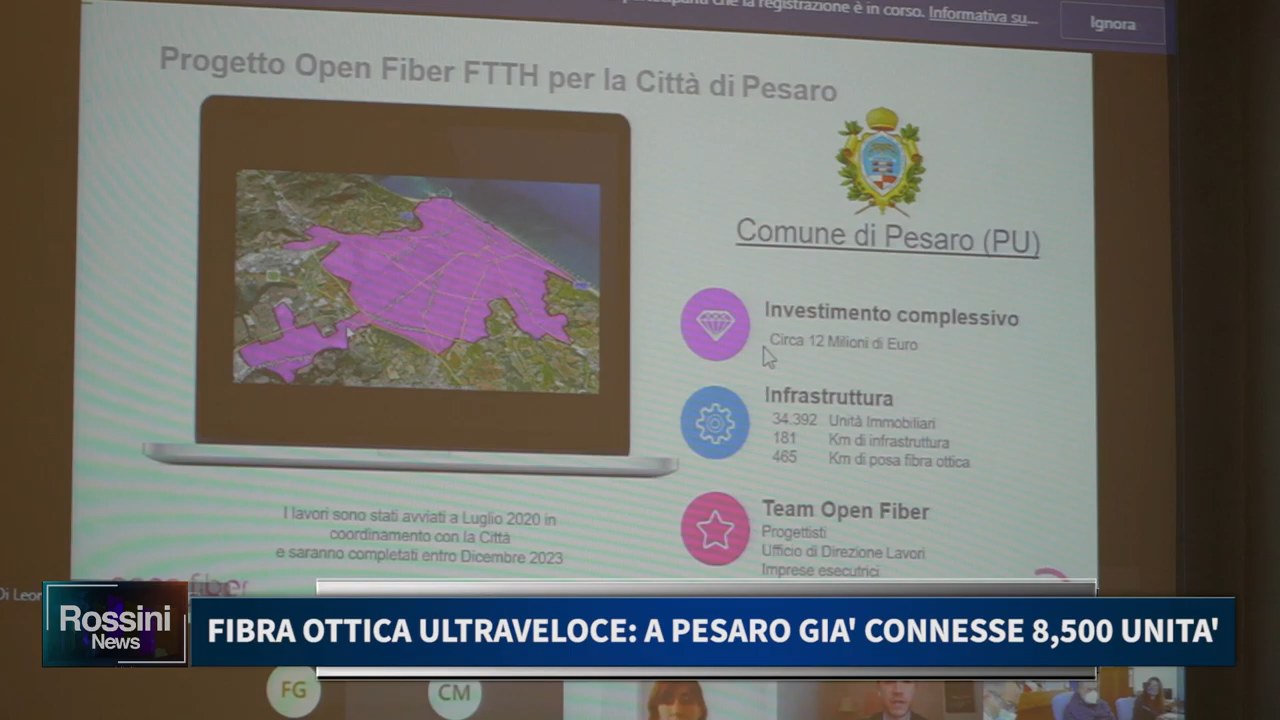 la registrazione è in corso. Informativa su...
Ignora
Progetto Open Fiber FTTH per la Città di Pesaro
Comune di Pesaro (PU)
Investimento complessivo
Circa 12 Milioni di Euro
Infrastruttura
34.392 Unità Immobiliari
181 Km di infrastruttura
465 Km di posa fibra ottica
I lavori sono stati avviati a Luglio 2020 in
coordinamento con la Città
e saranno completati entro Dicembre 2023
Team Open Fiber
Progettisti
Ufficio di Direzione Lavori
Imprese esecutrici
fiber
Di Leon
Rossini
News
FIBRA OTTICA ULTRAVELOCE: A PESARO GIA' CONNESSE 8,500 UNITA'
FG
CM